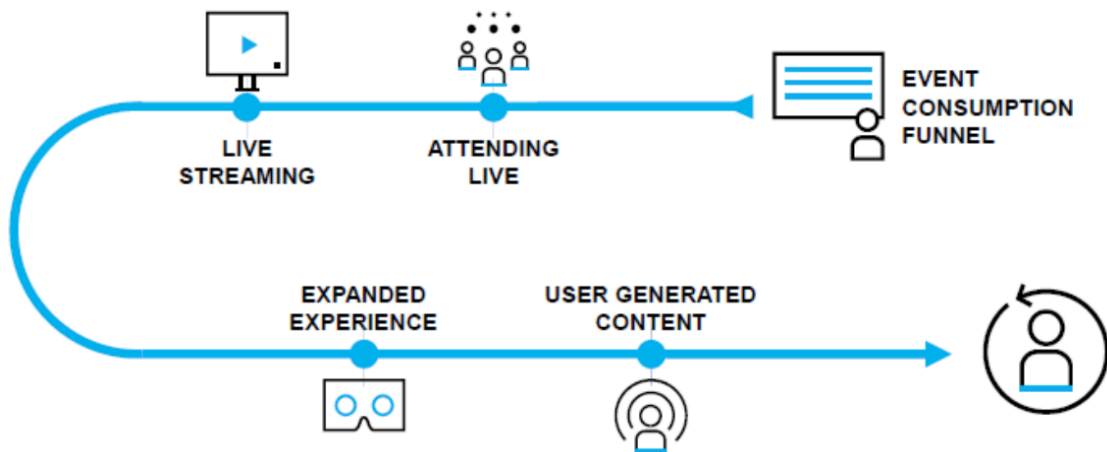 EVENT
CONSUMPTION
FUNNEL
ATTENDING
LIVE
LIVE
STREAMING
EXPANDED
EXPERIENCE
USER GENERATED
CONTENT